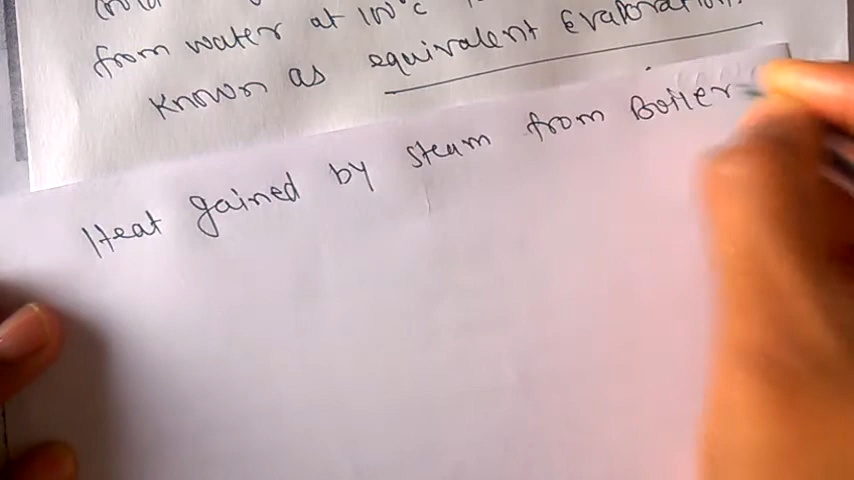 from water at 100°C
known as equivalent Evaporation.
Heat gained by steam from Boiler